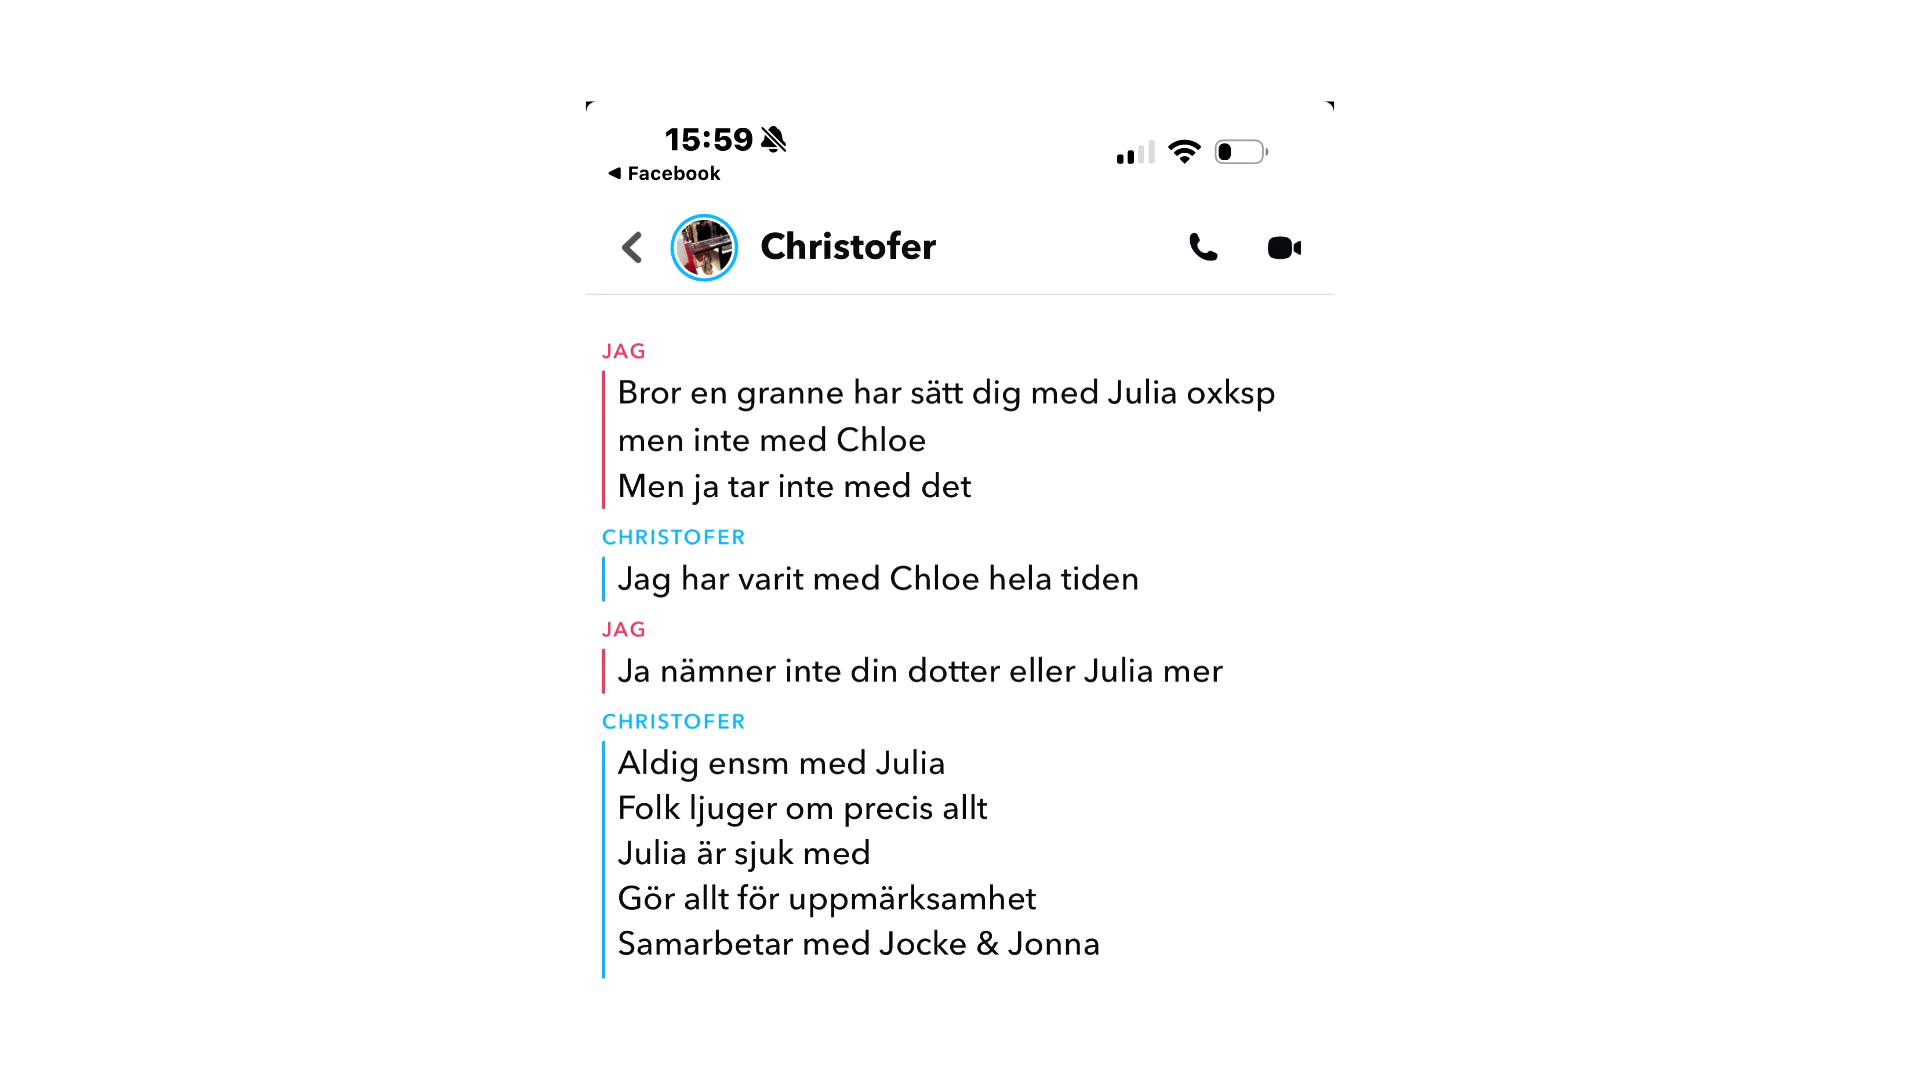 15:59
Facebook
Christofer
JAG
Bror en granne har sätt dig med Julia oxksp
men inte med Chloe
Men ja tar inte med det
CHRISTOFER
Jag har varit med Chloe hela tiden
JAG
Ja nämner inte din dotter eller Julia mer
CHRISTOFER
Aldig ensm med Julia
Folk ljuger om precis allt
Julia är sjuk med
Gör allt för uppmärksamhet
Samarbetar med Jocke & Jonna